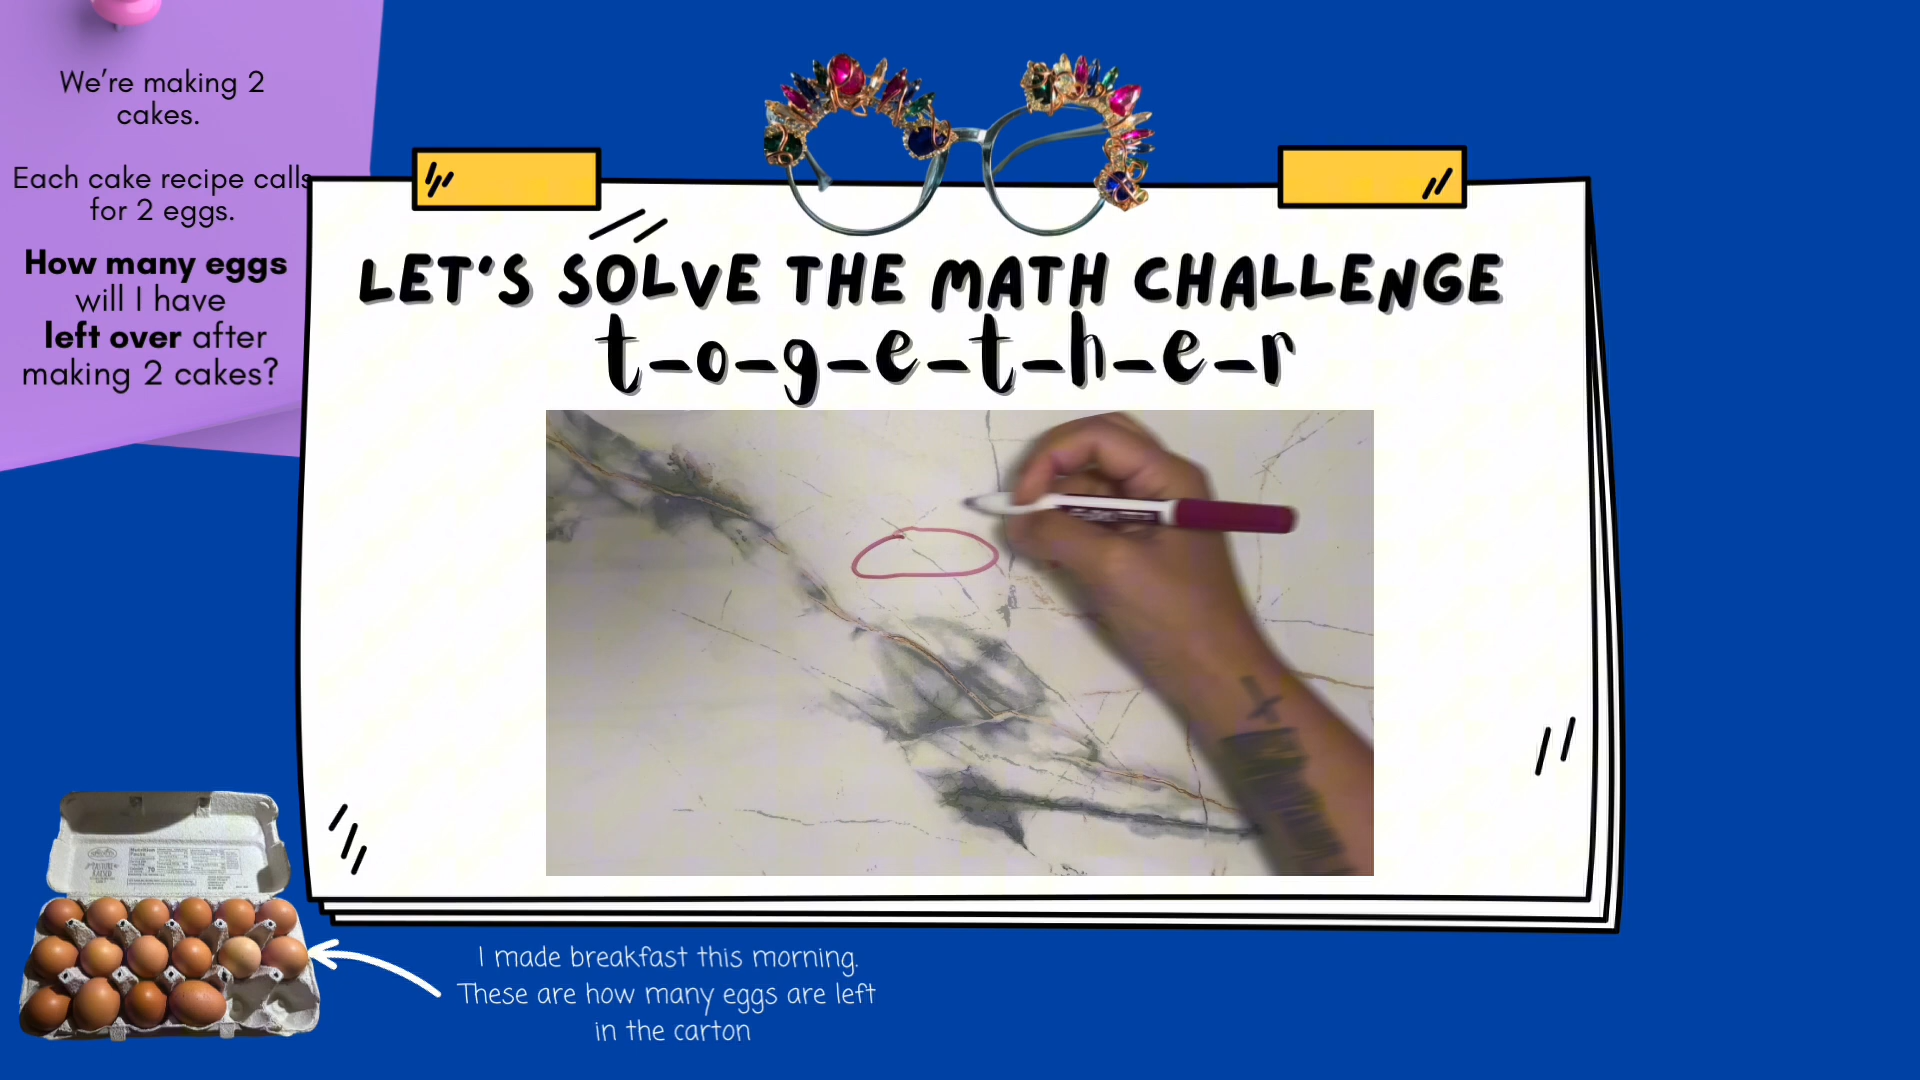 We're making 2
cakes.
Each cake recipe calls
for 2 eggs.
How many eggs
will I have
left over after
making 2 cakes?
LET'S SOLVE THE MATH CHALLENGE
t-o-g-e-t-h-e-r
I made breakfast this morning.
These are how many eggs are left
in the carton